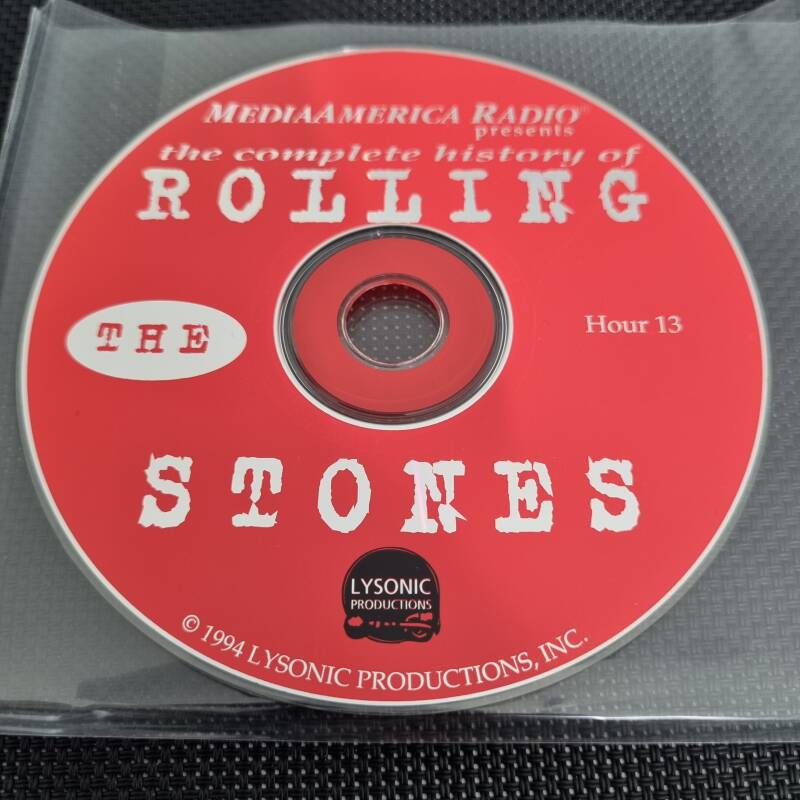 MEDIAAMERICA RADIO®
presents
the complete history of
ROLLING
THE
Hour 13
STONES
LYSONIC
PRODUCTIONS
© 1994 LYSONIC PRODUCTIONS, INC.